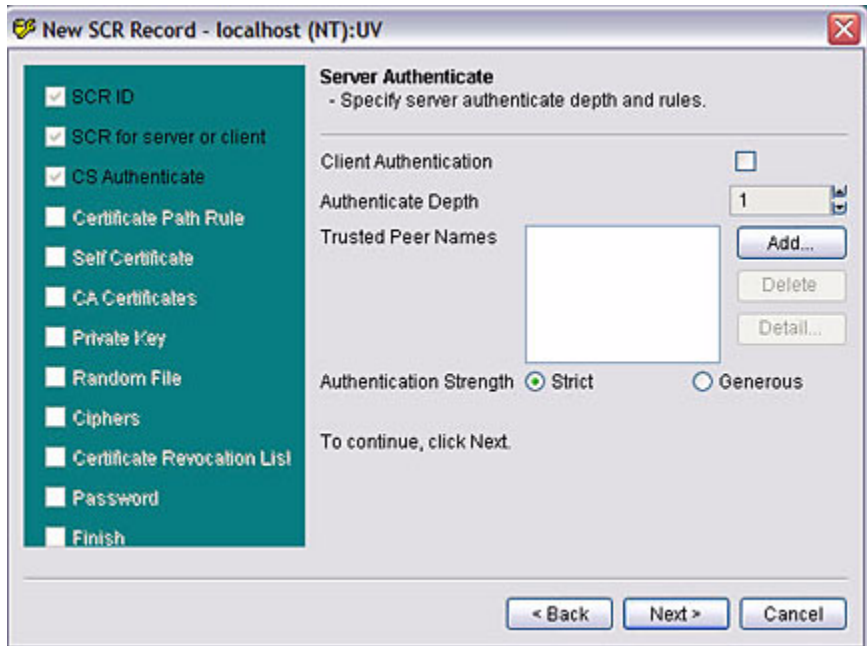 New SCR Record - localhost (NT):UV
SCR ID
SCR for server or client
CS Authenticate
Certificate Path Rule
Self Certificate
CA Certificates
Private Key
Random File
Ciphers
Certificate Revocation List
Password
Finish
Server Authenticate
- Specify server authenticate depth and rules.
Client Authentication
Authenticate Depth 1
Trusted Peer Names
Add...
Delete
Detail...
Authentication Strength Strict Generous
To continue, click Next.
< Back Next > Cancel